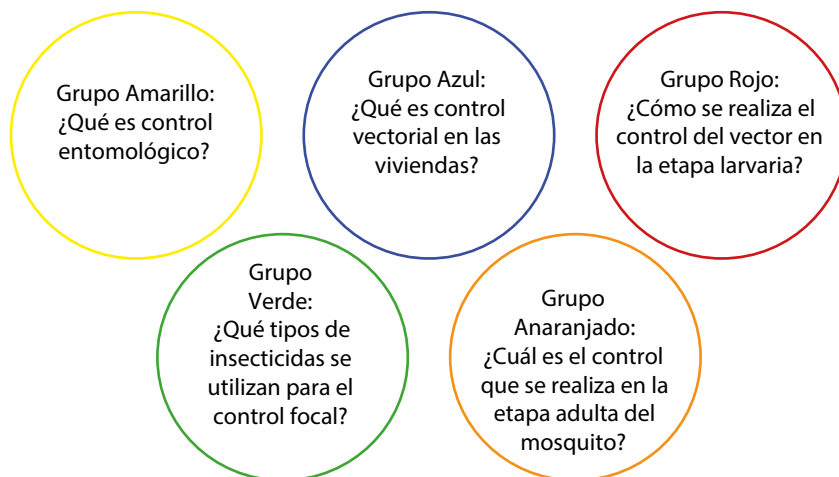 Grupo Amarillo:
¿Qué es control
entomológico?
Grupo Azul:
¿Qué es control
vectorial en las
viviendas?
Grupo Rojo:
¿Cómo se realiza el
control del vector en
la etapa larvaria?
Grupo
Verde:
¿Qué tipos de
insecticidas se
utilizan para el
control focal?
Grupo
Anaranjado:
¿Cuál es el control
que se realiza en la
etapa adulta del
mosquito?